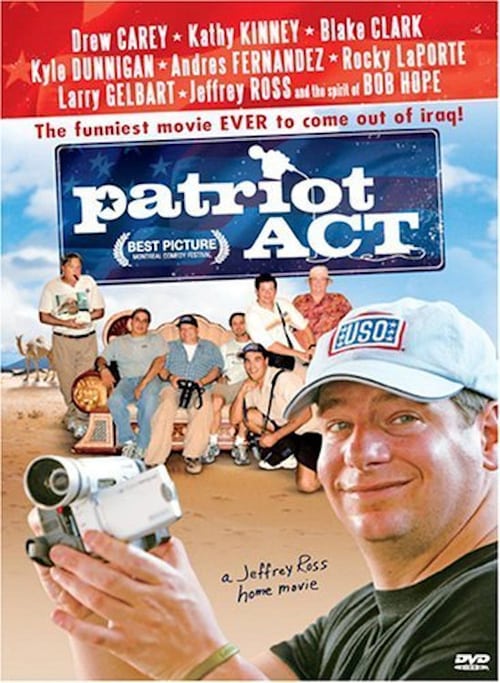 Drew CAREY ★ Kathy KINNEY ★ Blake CLARK
Kyle DUNNIGAN ★ Andres FERNANDEZ ★ Rocky LaPORTE
Larry GELBART ★ Jeffrey ROSS and the spirit of BOB HOPE
The funniest movie EVER to come out of iraq!
patriot
ACT
BEST PICTURE
MONTREAL COMEDY FESTIVAL
USO
a Jeffrey Ross
home movie
DVD
VIDEO